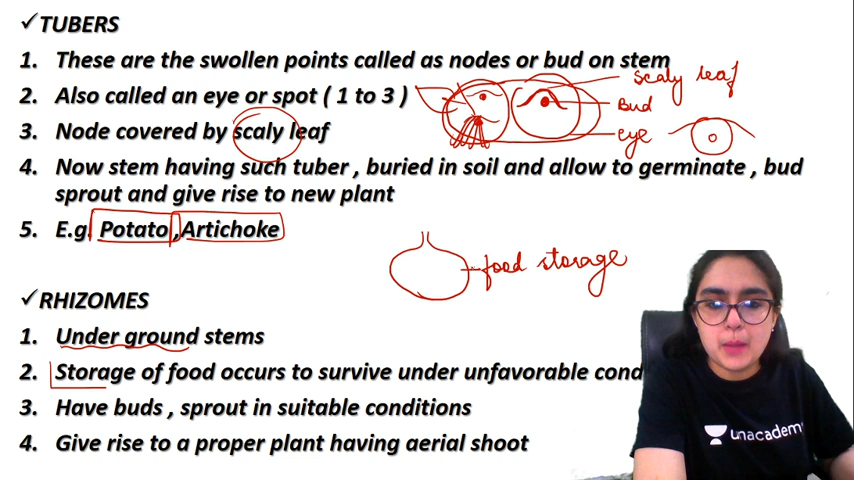 ✓TUBERS
1. These are the swollen points called as nodes or bud on stem
2. Also called an eye or spot ( 1 to 3 )
3. Node covered by scaly leaf
4. Now stem having such tuber , buried in soil and allow to germinate , bud
sprout and give rise to new plant
5. E.g. Potato , Artichoke
scaly leaf
Bud
eye
food storage
✓RHIZOMES
1. Under ground stems
2. Storage of food occurs to survive under unfavorable cond
3. Have buds , sprout in suitable conditions
4. Give rise to a proper plant having aerial shoot
unacademy